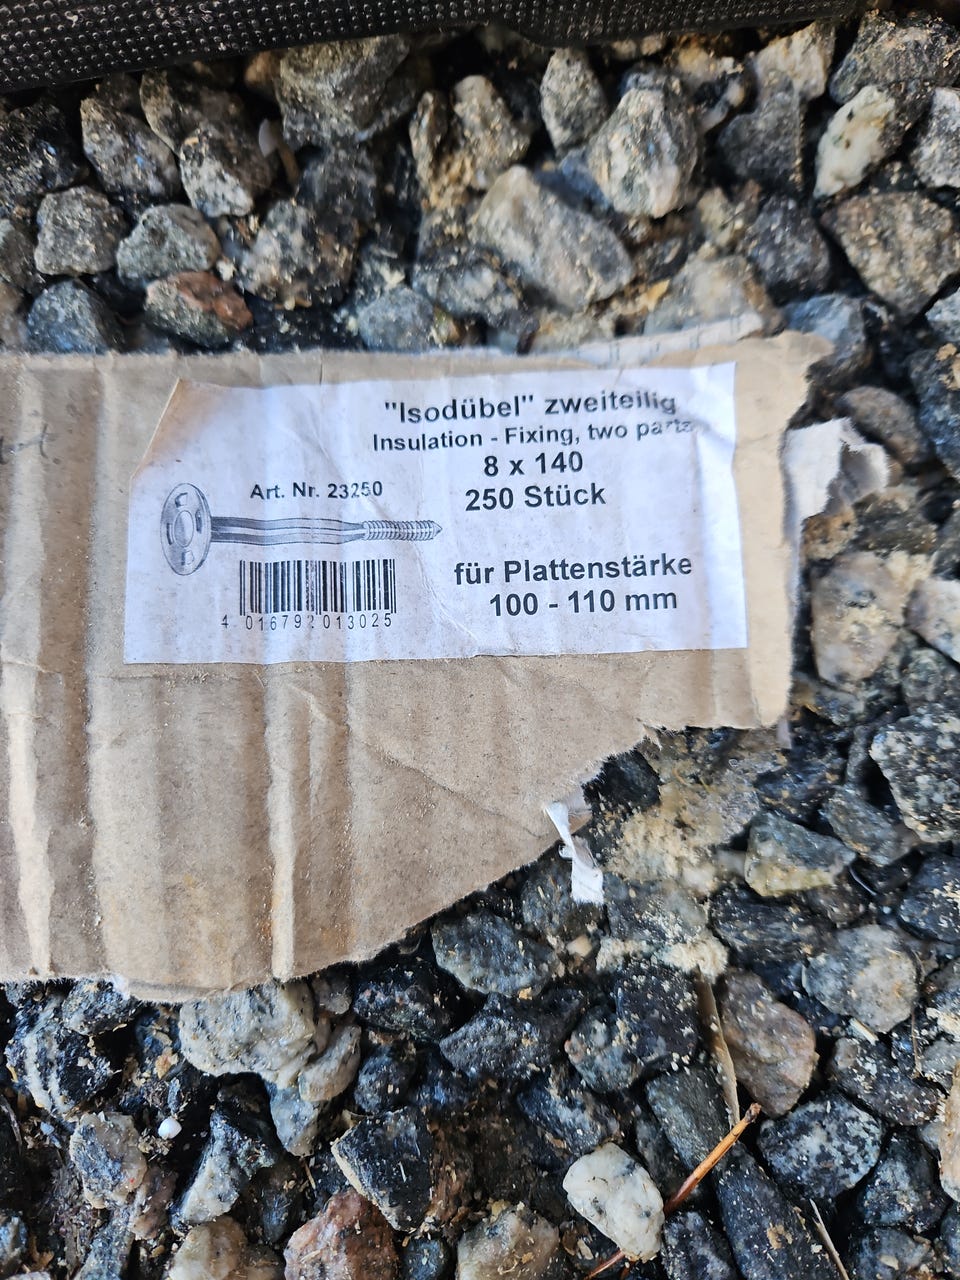 "Isodübel" zweiteilig
Insulation - Fixing, two parts
8 x 140
Art. Nr. 23250
250 Stück
für Plattenstärke
100 - 110 mm
4 016792 013025